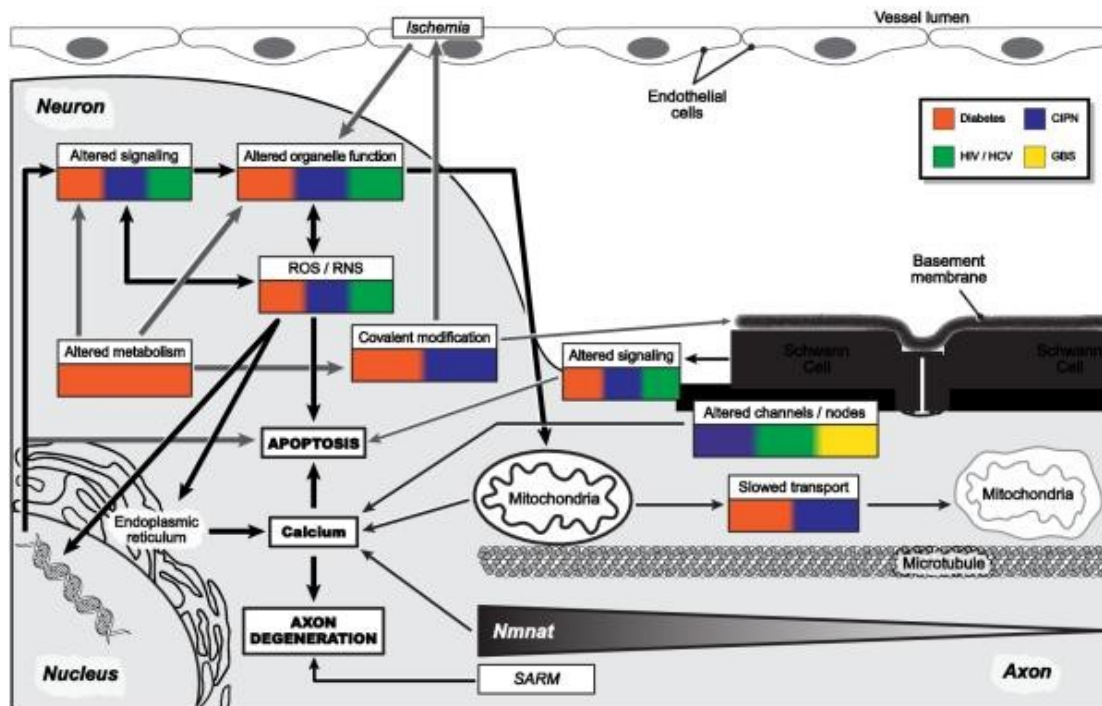 Vessel lumen
Ischemia
Endothelial
cells
Neuron
Diabetes
CIPN
HIV / HCV
GBS
Altered signaling
Altered organelle function
ROS / RNS
Basement
membrane
Altered metabolism
Covalent modification
Altered signaling
Schwann
Cell
Schwann
Cell
Altered channels / nodes
APOPTOSIS
Mitochondria
Slowed transport
Mitochondria
Endoplasmic
reticulum
Calcium
Microtubule
AXON
DEGENERATION
Nmnat
SARM
Nucleus
Axon